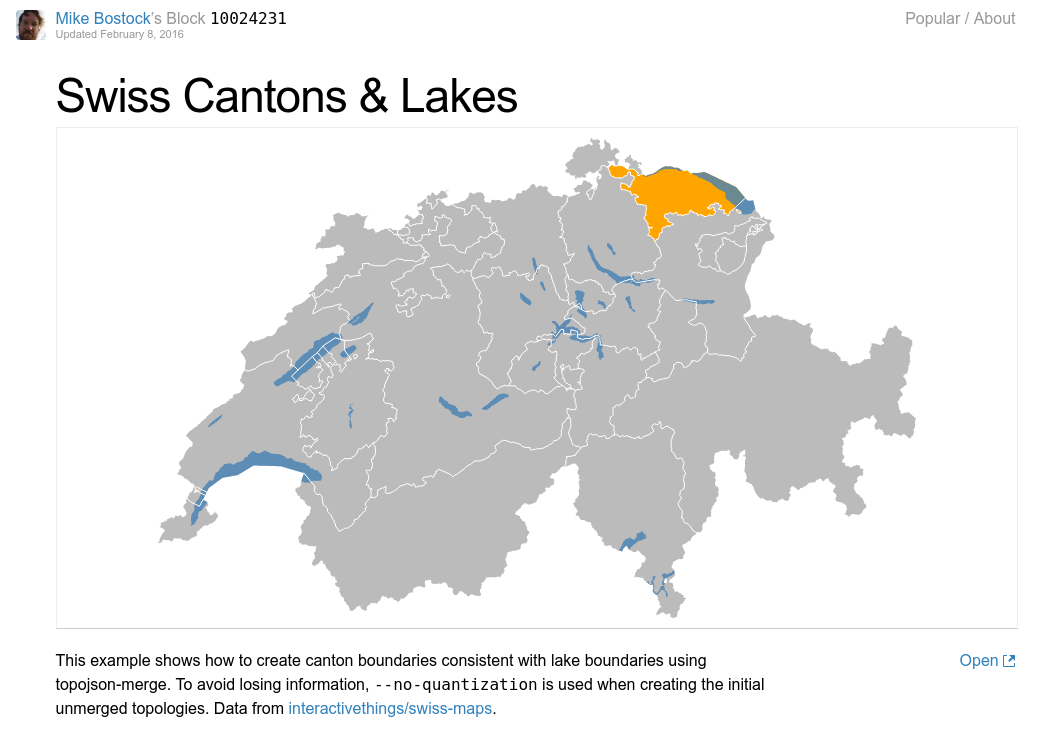 Mike Bostock's Block 10024231
Popular / About
Updated February 8, 2016
Swiss Cantons & Lakes
This example shows how to create canton boundaries consistent with lake boundaries using
Open
topojson-merge. To avoid losing information, --no-quantization is used when creating the initial
unmerged topologies. Data from interactivethings/swiss-maps.